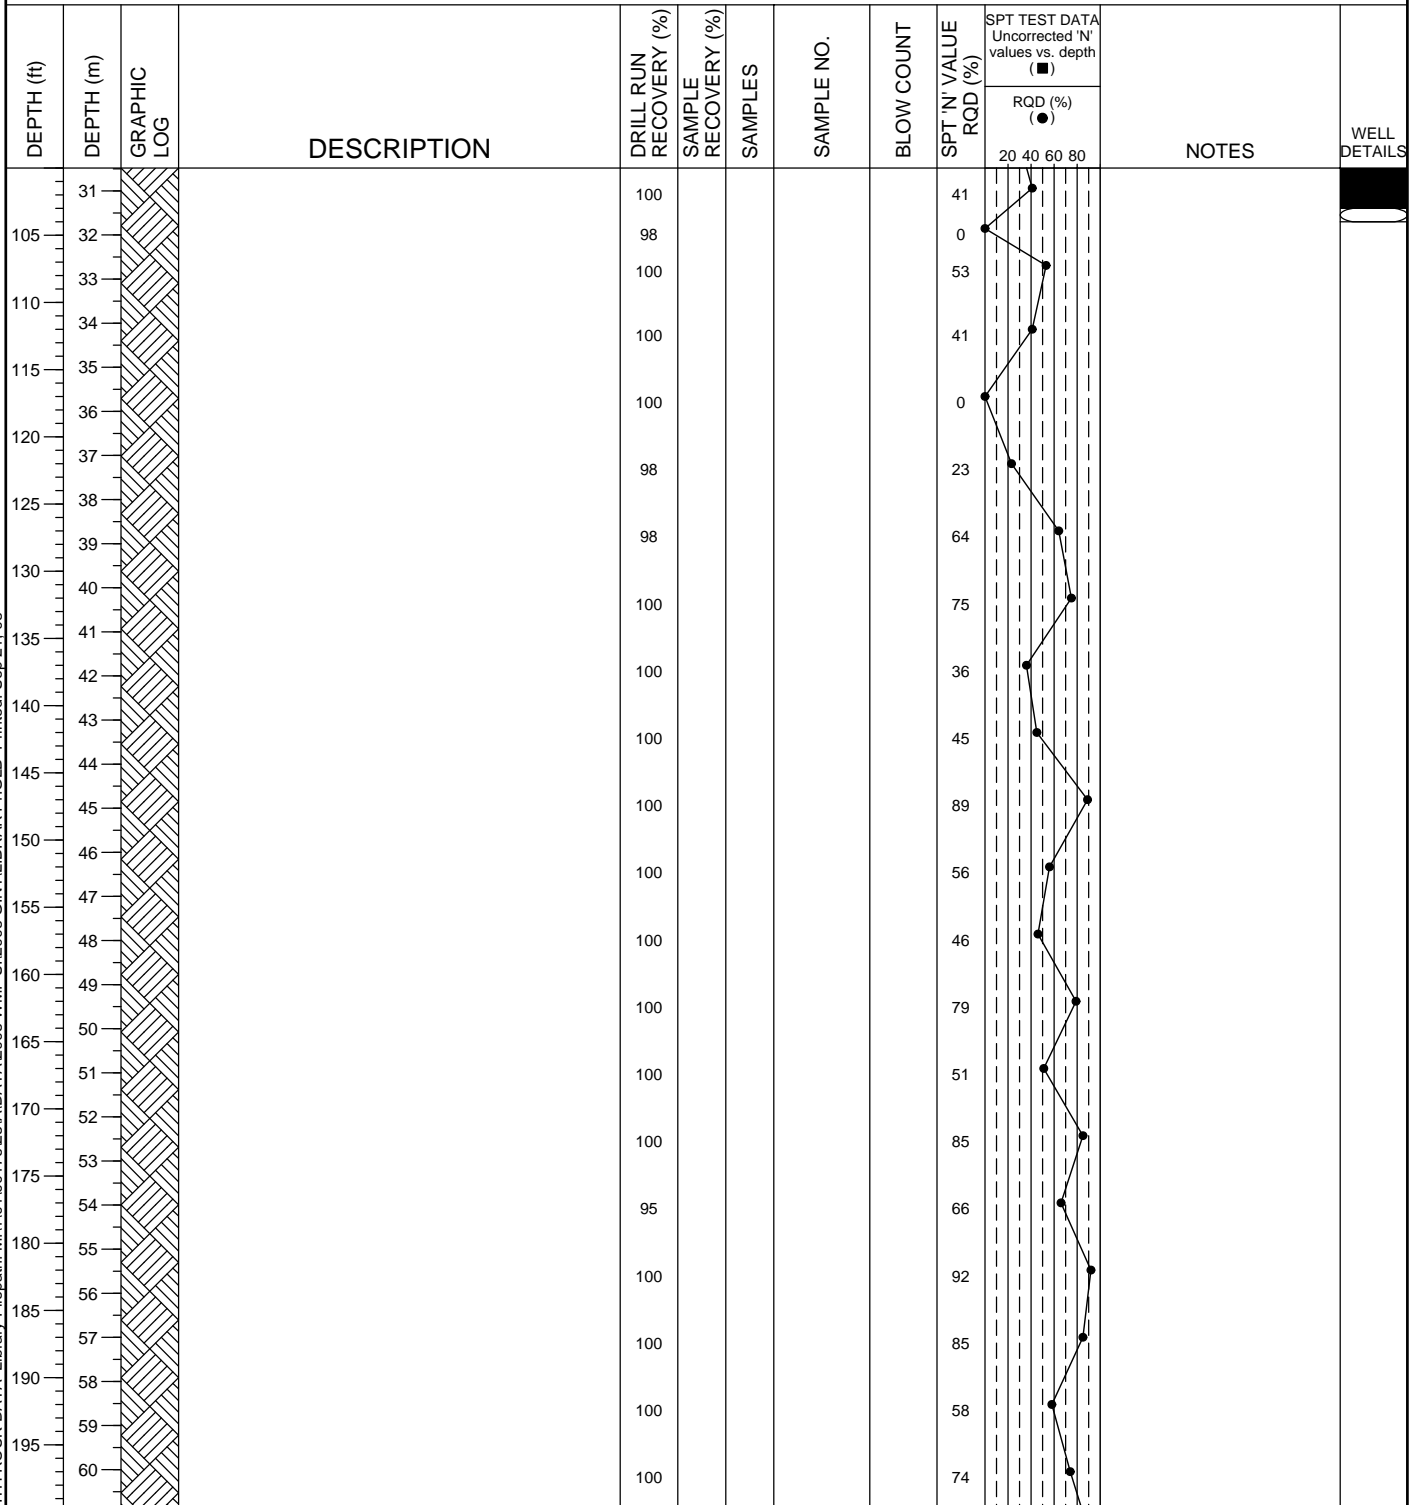 DEPTH (ft)
DEPTH (m)
GRAPHIC
LOG
DESCRIPTION
DRILL RUN
RECOVERY (%)
SAMPLE
RECOVERY (%)
SAMPLES
SAMPLE NO.
BLOW COUNT
SPT 'N' VALUE
RQD (%)
SPT TEST DATA
Uncorrected 'N'
values vs. depth
(■)
RQD (%)
(●)
20 40 60 80
NOTES
WELL
DETAILS
31 100 41
105 32 98 0
33 100 53
110
34 100 41
115 35
36 100 0
120
37 98 23
125 38
39 98 64
130
40 100 75
135 41
42 100 36
140
43 100 45
145 44
45 100 89
150
46 100 56
155 47
48 100 46
160
49 100 79
165 50
51 100 51
170
52 100 85
53
175
54 95 66
180 55
56 100 92
185
57 100 85
190 58
100 58
59
195
60 100 74